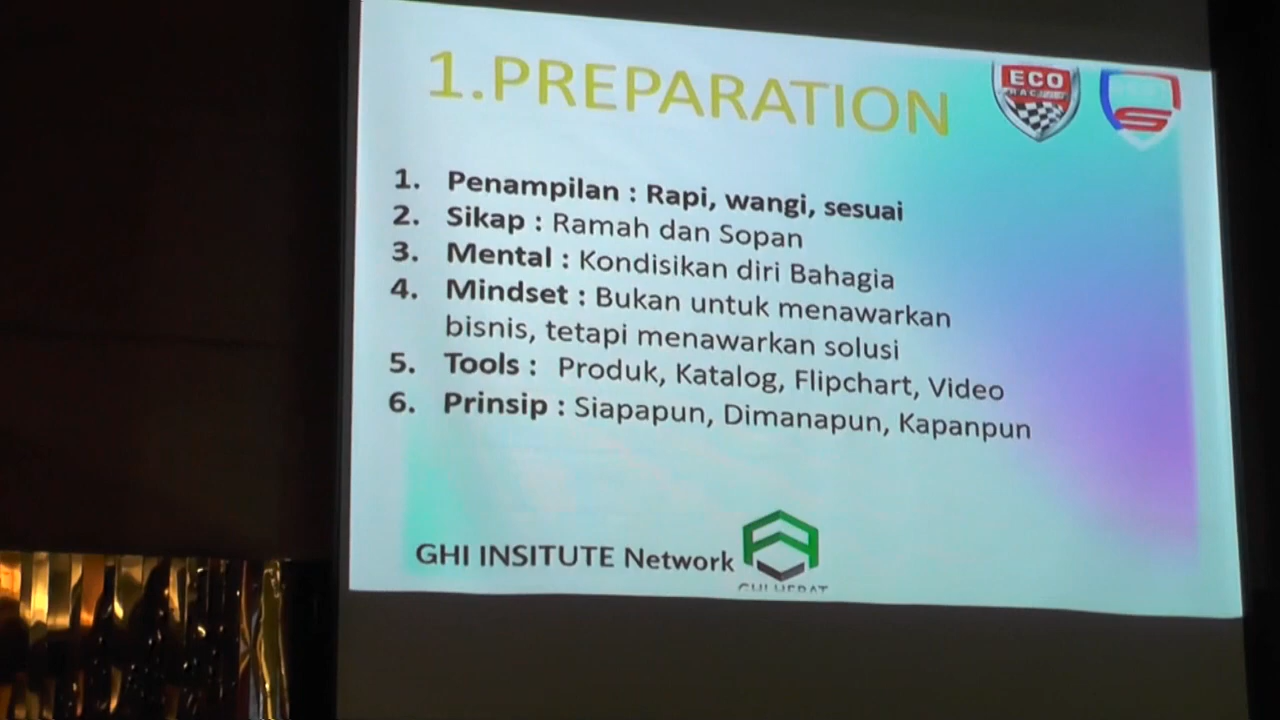 1.PREPARATION
ECO
RACING
1. Penampilan : Rapi, wangi, sesuai
2. Sikap : Ramah dan Sopan
3. Mental : Kondisikan diri Bahagia
4. Mindset : Bukan untuk menawarkan
bisnis, tetapi menawarkan solusi
5. Tools : Produk, Katalog, Flipchart, Video
6. Prinsip : Siapapun, Dimanapun, Kapanpun
GHI INSITUTE Network